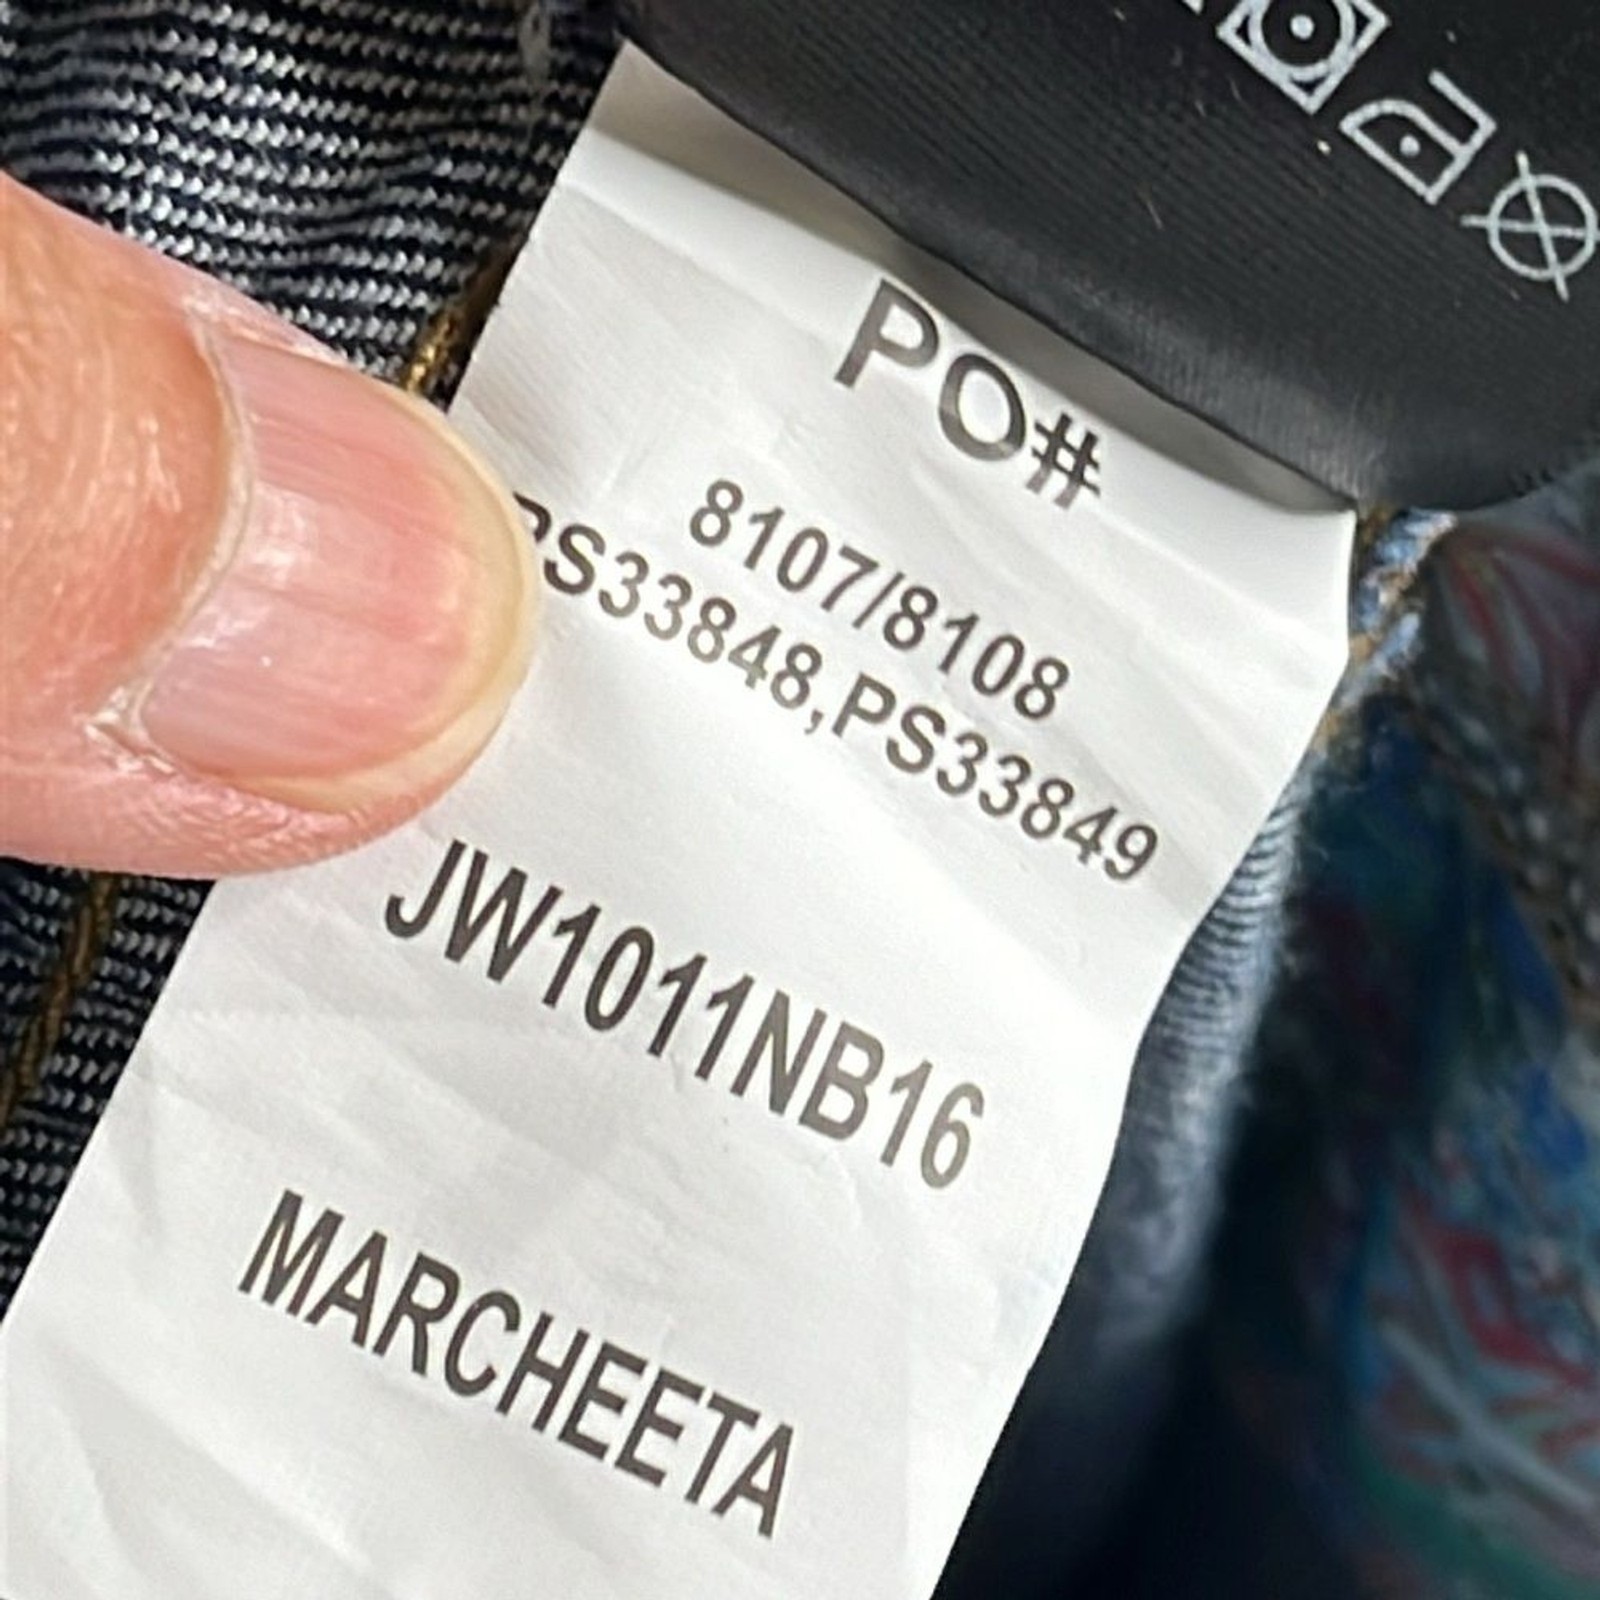 PO#
8107/8108
PS33848,PS33849
JW1011NB16
MARCHEETA